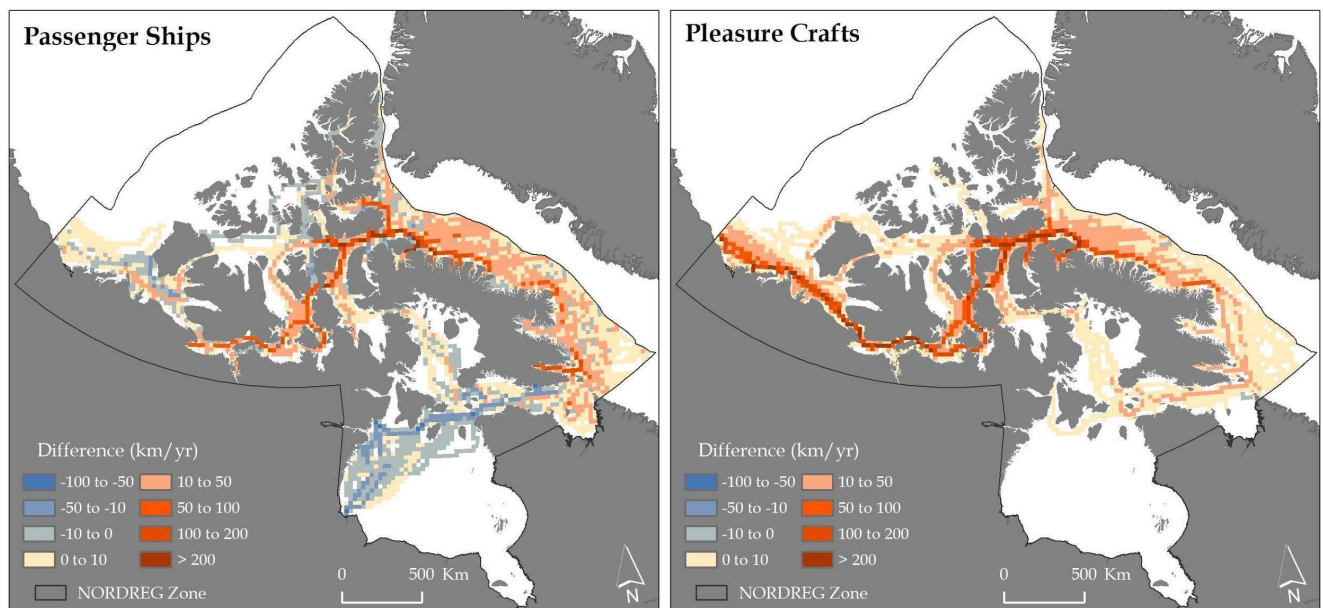 Passenger Ships
Difference (km/yr)
-100 to -50 10 to 50
-50 to -10 50 to 100
-10 to 0 100 to 200
0 to 10 > 200
NORDREG Zone
0 500 Km
N
Pleasure Crafts
Difference (km/yr)
-100 to -50 10 to 50
-50 to -10 50 to 100
-10 to 0 100 to 200
0 to 10 > 200
NORDREG Zone
0 500 Km
N